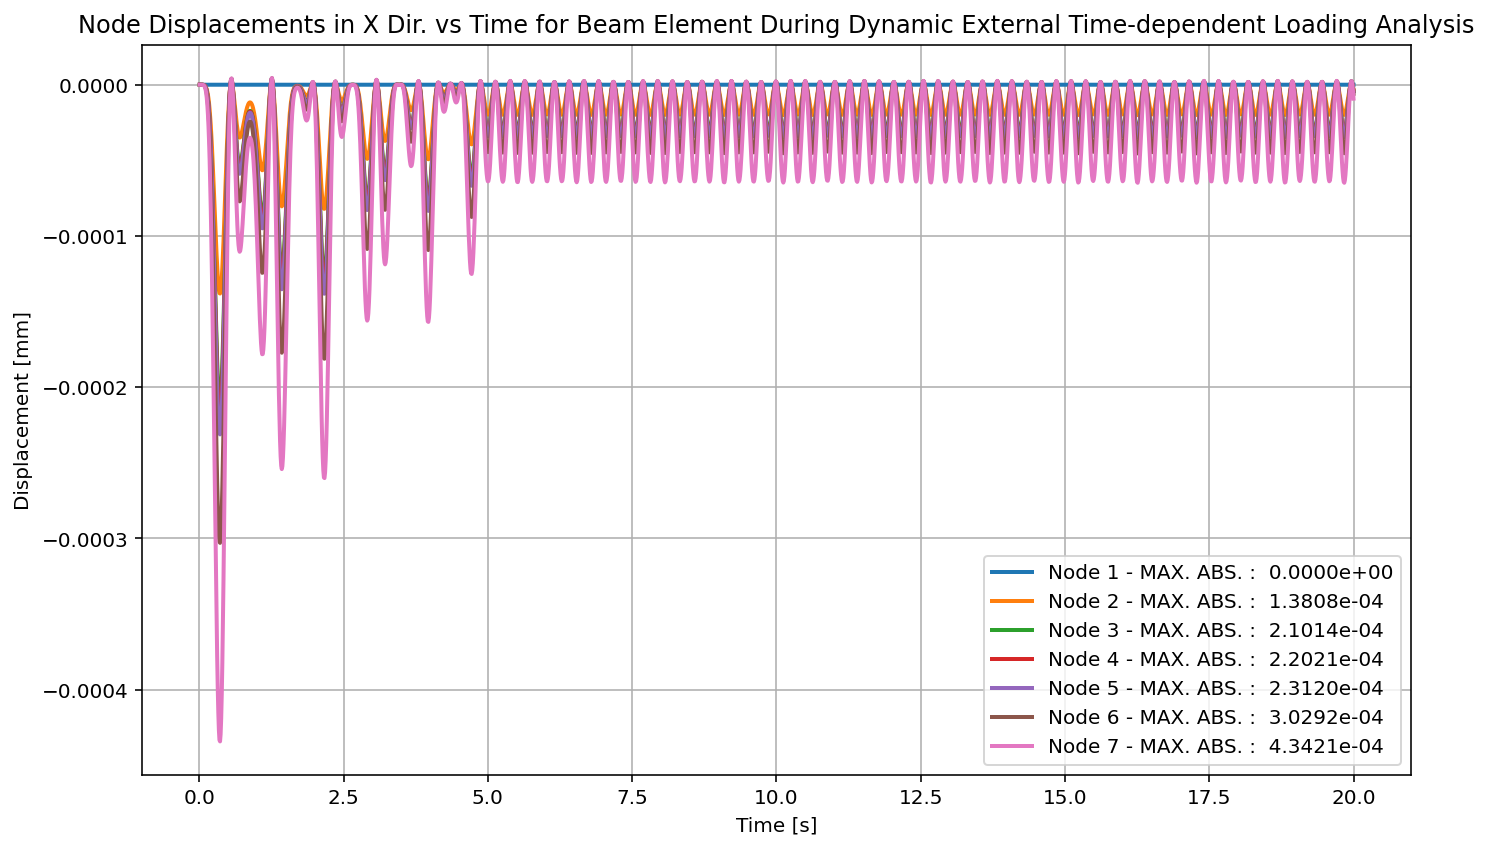 Node Displacements in X Dir. vs Time for Beam Element During Dynamic External Time-dependent Loading Analysis
0.0000
−0.0001
−0.0002
−0.0003
−0.0004
Displacement [mm]
Node 1 - MAX. ABS. :  0.0000e+00
Node 2 - MAX. ABS. :  1.3808e-04
Node 3 - MAX. ABS. :  2.1014e-04
Node 4 - MAX. ABS. :  2.2021e-04
Node 5 - MAX. ABS. :  2.3120e-04
Node 6 - MAX. ABS. :  3.0292e-04
Node 7 - MAX. ABS. :  4.3421e-04
0.0 2.5 5.0 7.5 10.0 12.5 15.0 17.5 20.0
Time [s]